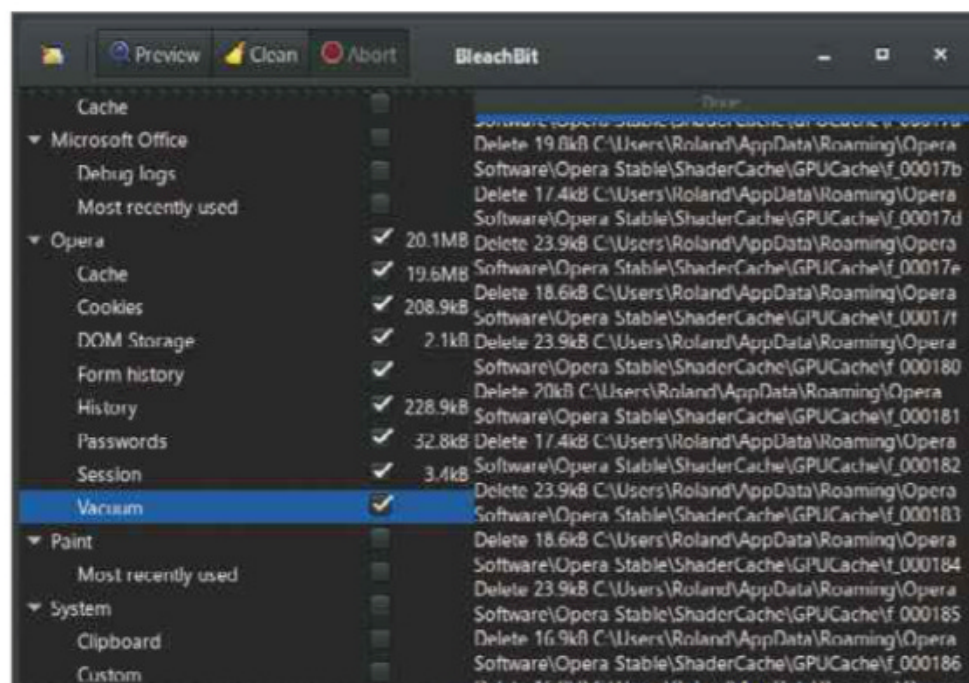 Preview Clean Abort BleachBit
Cache
Microsoft Office
Debug logs
Most recently used
Opera 20.1MB
Cache 19.6MB
Cookies 208.9kB
DOM Storage 2.1kB
Form history
History 228.9kB
Passwords 32.8kB
Session 3.4kB
Vacuum
Paint
Most recently used
System
Clipboard
Custom
Done
Delete 19.8kB C:\Users\Roland\AppData\Roaming\Opera
Software\Opera Stable\ShaderCache\GPUCache\f_00017b
Delete 17.4kB C:\Users\Roland\AppData\Roaming\Opera
Software\Opera Stable\ShaderCache\GPUCache\f_00017d
Delete 23.9kB C:\Users\Roland\AppData\Roaming\Opera
Software\Opera Stable\ShaderCache\GPUCache\f_00017e
Delete 18.6kB C:\Users\Roland\AppData\Roaming\Opera
Software\Opera Stable\ShaderCache\GPUCache\f_00017f
Delete 23.9kB C:\Users\Roland\AppData\Roaming\Opera
Software\Opera Stable\ShaderCache\GPUCache\f_000180
Delete 20kB C:\Users\Roland\AppData\Roaming\Opera
Software\Opera Stable\ShaderCache\GPUCache\f_000181
Delete 17.4kB C:\Users\Roland\AppData\Roaming\Opera
Software\Opera Stable\ShaderCache\GPUCache\f_000182
Delete 23.9kB C:\Users\Roland\AppData\Roaming\Opera
Software\Opera Stable\ShaderCache\GPUCache\f_000183
Delete 18.6kB C:\Users\Roland\AppData\Roaming\Opera
Software\Opera Stable\ShaderCache\GPUCache\f_000184
Delete 23.9kB C:\Users\Roland\AppData\Roaming\Opera
Software\Opera Stable\ShaderCache\GPUCache\f_000185
Delete 16.9kB C:\Users\Roland\AppData\Roaming\Opera
Software\Opera Stable\ShaderCache\GPUCache\f_000186